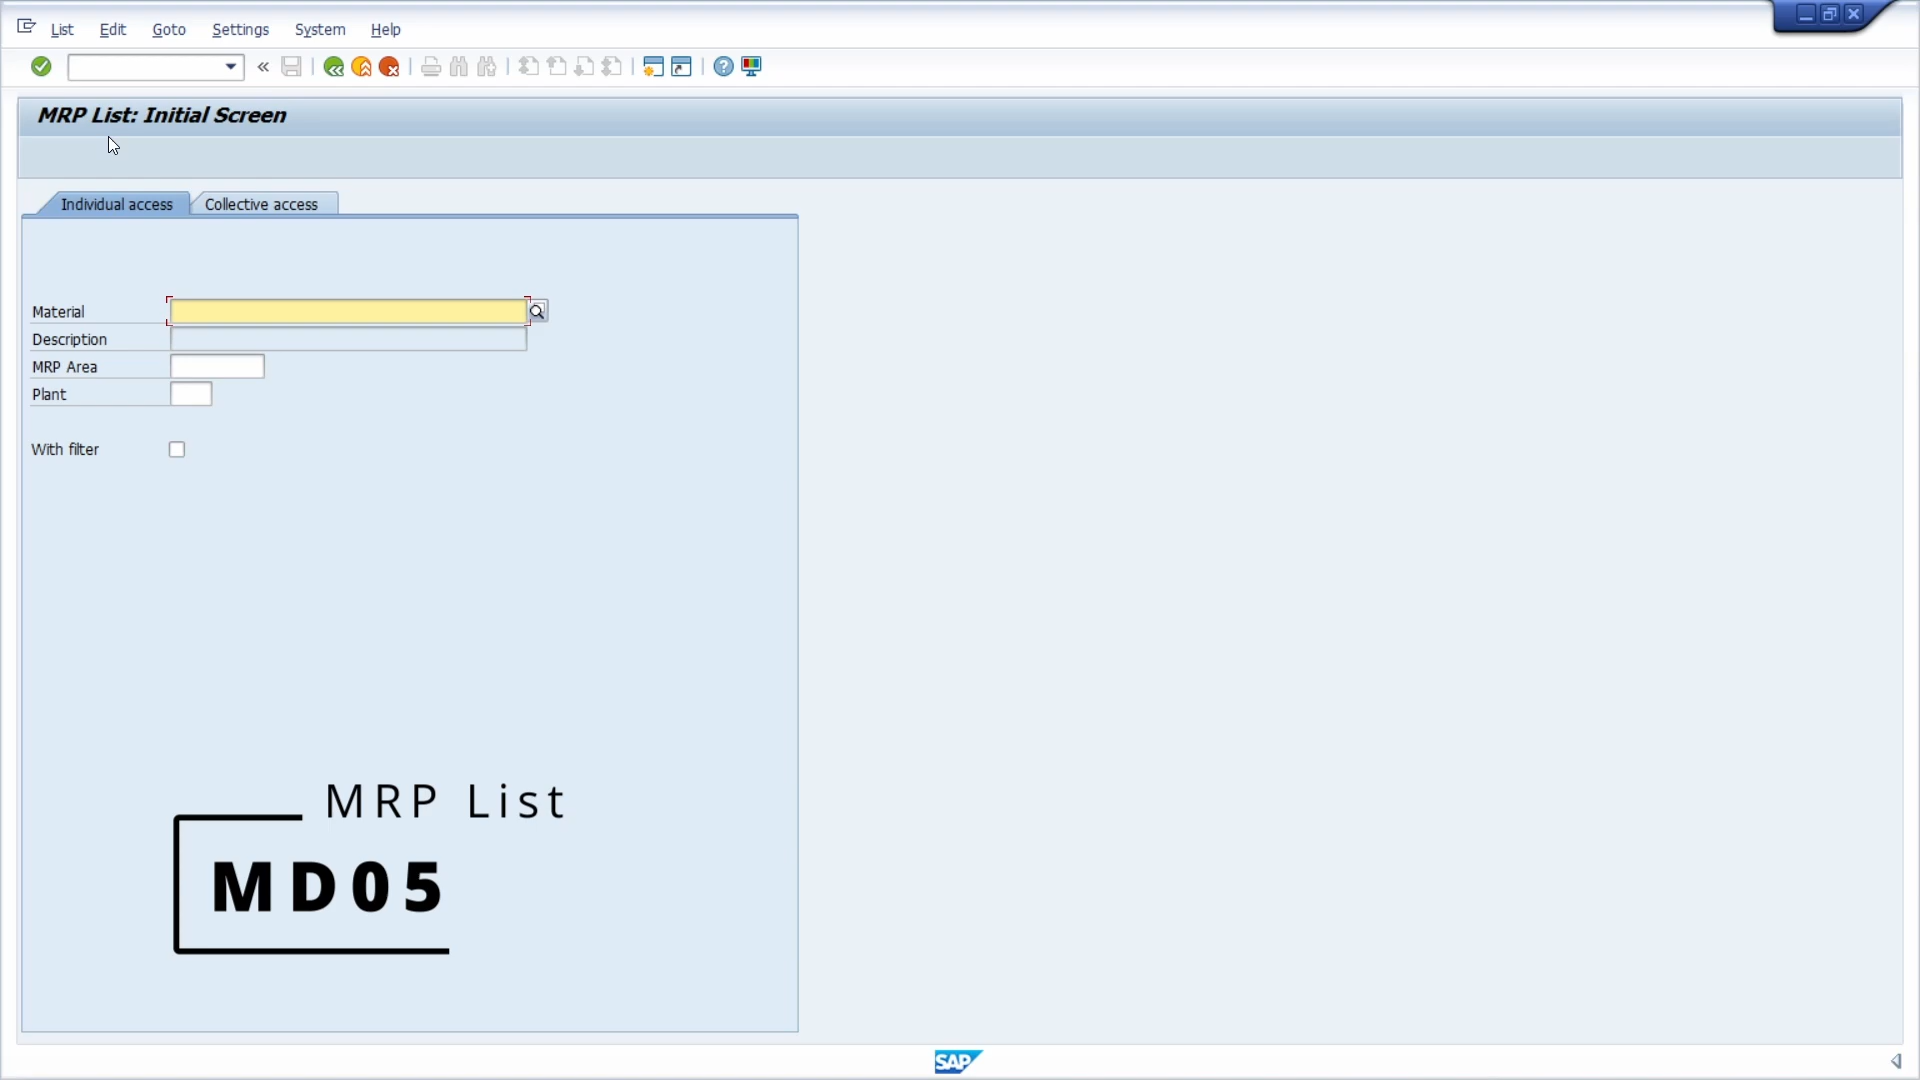 List Edit Goto Settings System Help
MRP List: Initial Screen
Individual access Collective access
Material
Description
MRP Area
Plant
With filter
MRP List
MD05
SAP